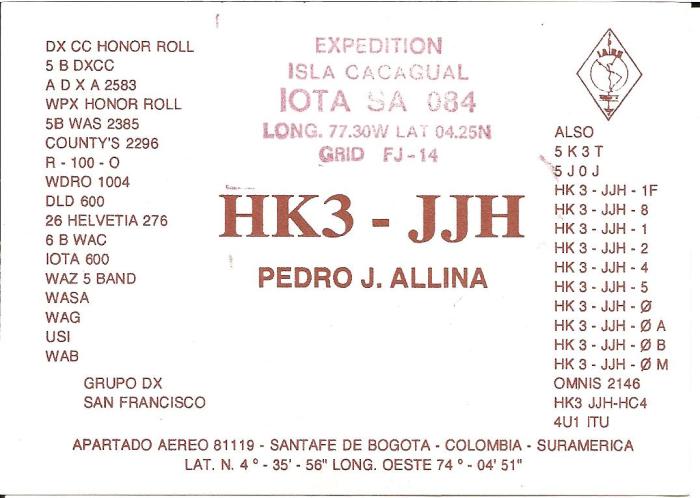 DX CC HONOR ROLL
5 B DXCC
A D X A 2583
WPX HONOR ROLL
5B WAS 2385
COUNTY'S 2296
R - 100 - O
WDRO 1004
DLD 600
26 HELVETIA 276
6 B WAC
IOTA 600
WAZ 5 BAND
WASA
WAG
USI
WAB
GRUPO DX
SAN FRANCISCO
EXPEDITION
ISLA CACAGUAL
IOTA SA 084
LONG. 77.30W LAT 04.25N
GRID FJ-14
HK3 - JJH
PEDRO J. ALLINA
ALSO
5 K 3 T
5 J 0 J
HK 3 - JJH - 1F
HK 3 - JJH - 8
HK 3 - JJH - 1
HK 3 - JJH - 2
HK 3 - JJH - 4
HK 3 - JJH - 5
HK 3 - JJH - Ø
HK 3 - JJH - Ø A
HK 3 - JJH - Ø B
HK 3 - JJH - Ø M
OMNIS 2146
HK3 JJH-HC4
4U1 ITU
APARTADO AEREO 81119 - SANTAFE DE BOGOTA - COLOMBIA - SURAMERICA
LAT. N. 4 º - 35' - 56" LONG. OESTE 74 º - 04' 51"